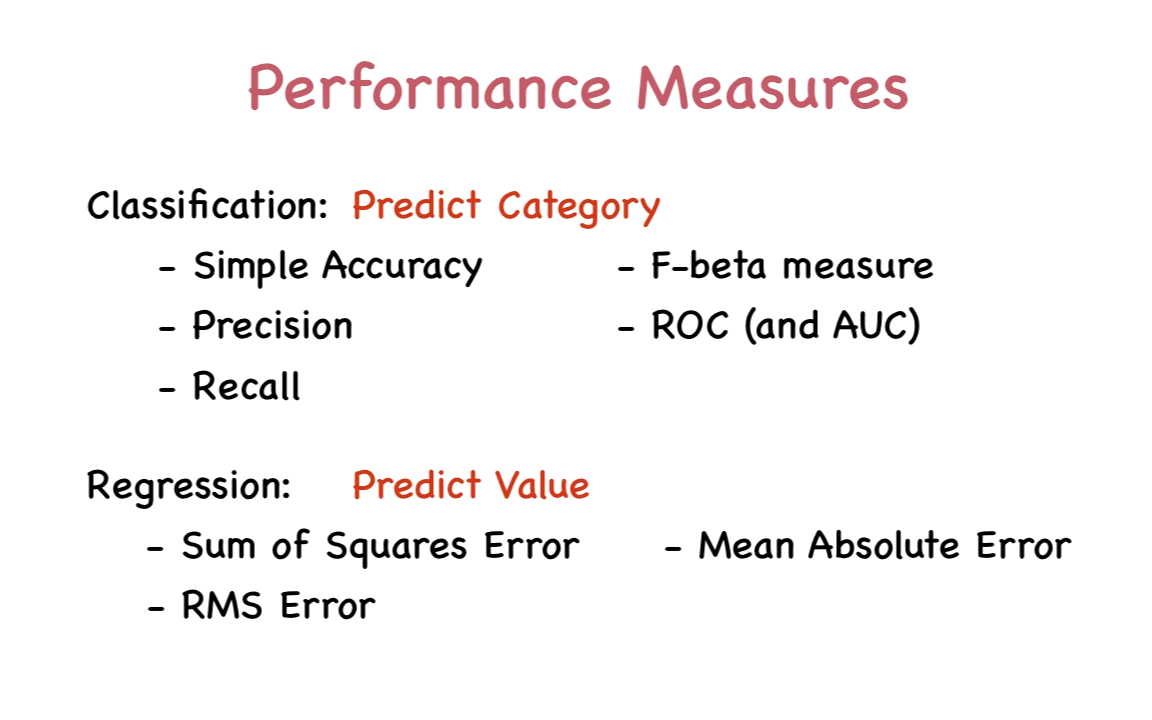 Performance Measures
Classification: Predict Category
- Simple Accuracy - F-beta measure
- Precision - ROC (and AUC)
- Recall
Regression: Predict Value
- Sum of Squares Error - Mean Absolute Error
- RMS Error